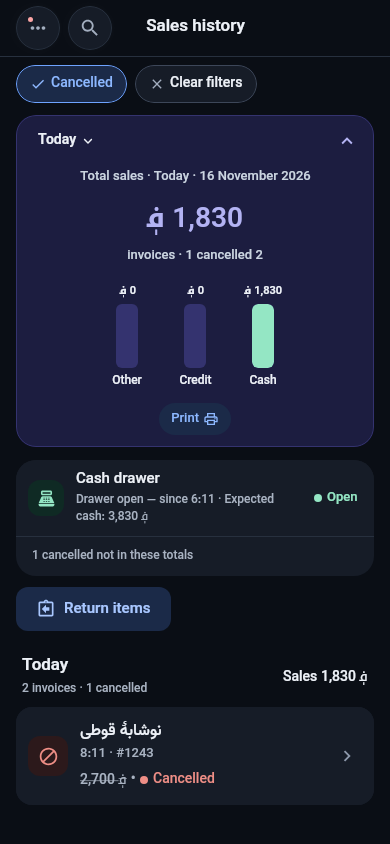 Sales history
Cancelled
Clear filters
Today
Total sales · Today · 16 November 2026
؋ 1,830
invoices · 1 cancelled 2
؋ 0
؋ 0
؋ 1,830
Other
Credit
Cash
Print
Cash drawer
Drawer open — since 6:11 · Expected
cash: 3,830 ؋
Open
1 cancelled not in these totals
Return items
Today
Sales 1,830 ؋
2 invoices · 1 cancelled
نوشابهٔ قوطی
8:11 · #1243
2,700 ؋ • Cancelled